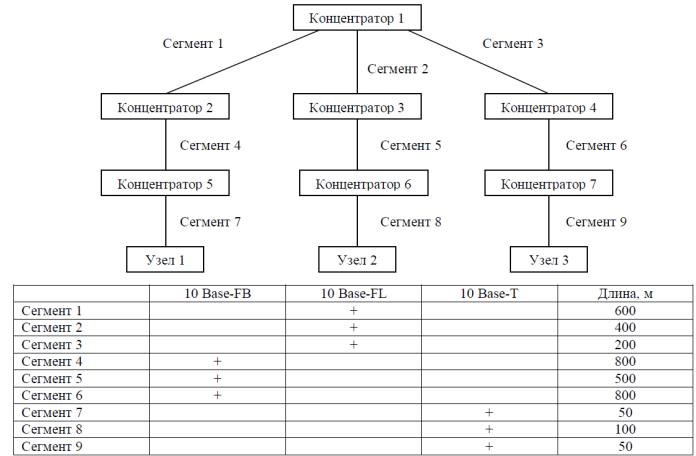 Концентратор 1
Сегмент 1
Сегмент 3
Сегмент 2
Концентратор 2
Концентратор 3
Концентратор 4
Сегмент 4
Сегмент 5
Сегмент 6
Концентратор 5
Концентратор 6
Концентратор 7
Сегмент 7
Сегмент 8
Сегмент 9
Узел 1
Узел 2
Узел 3
10 Base-FB 10 Base-FL 10 Base-T Длина, м
Сегмент 1 + 600
Сегмент 2 + 400
Сегмент 3 + 200
Сегмент 4 + 800
Сегмент 5 + 500
Сегмент 6 + 800
Сегмент 7 + 50
Сегмент 8 + 100
Сегмент 9 + 50